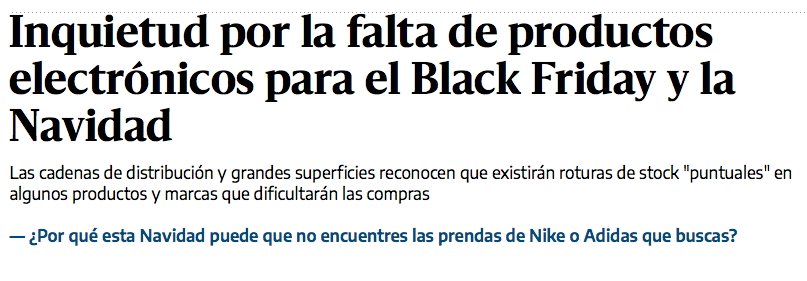 Inquietud por la falta de productos
electrónicos para el Black Friday y la
Navidad
Las cadenas de distribución y grandes superficies reconocen que existirán roturas de stock "puntuales" en
algunos productos y marcas que dificultarán las compras
— ¿Por qué esta Navidad puede que no encuentres las prendas de Nike o Adidas que buscas?